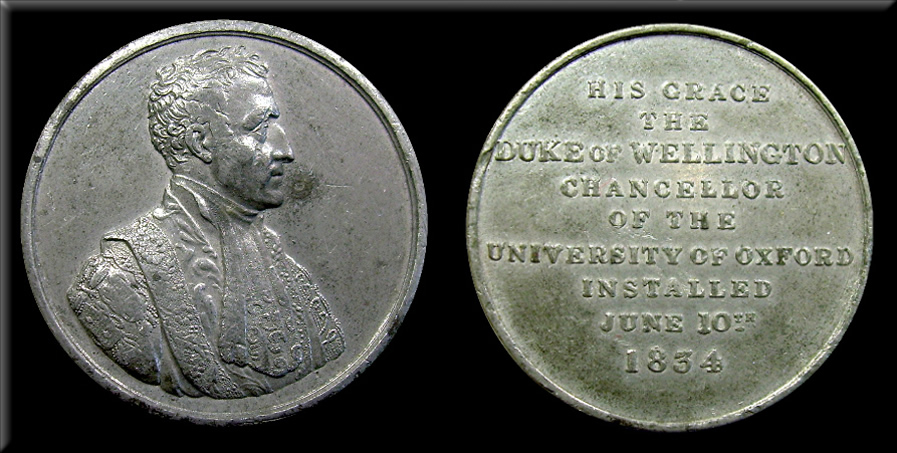 HIS GRACE
THE
DUKE OF WELLINGTON
CHANCELLOR
OF THE
UNIVERSITY OF OXFORD
INSTALLED
JUNE 10TH
1834